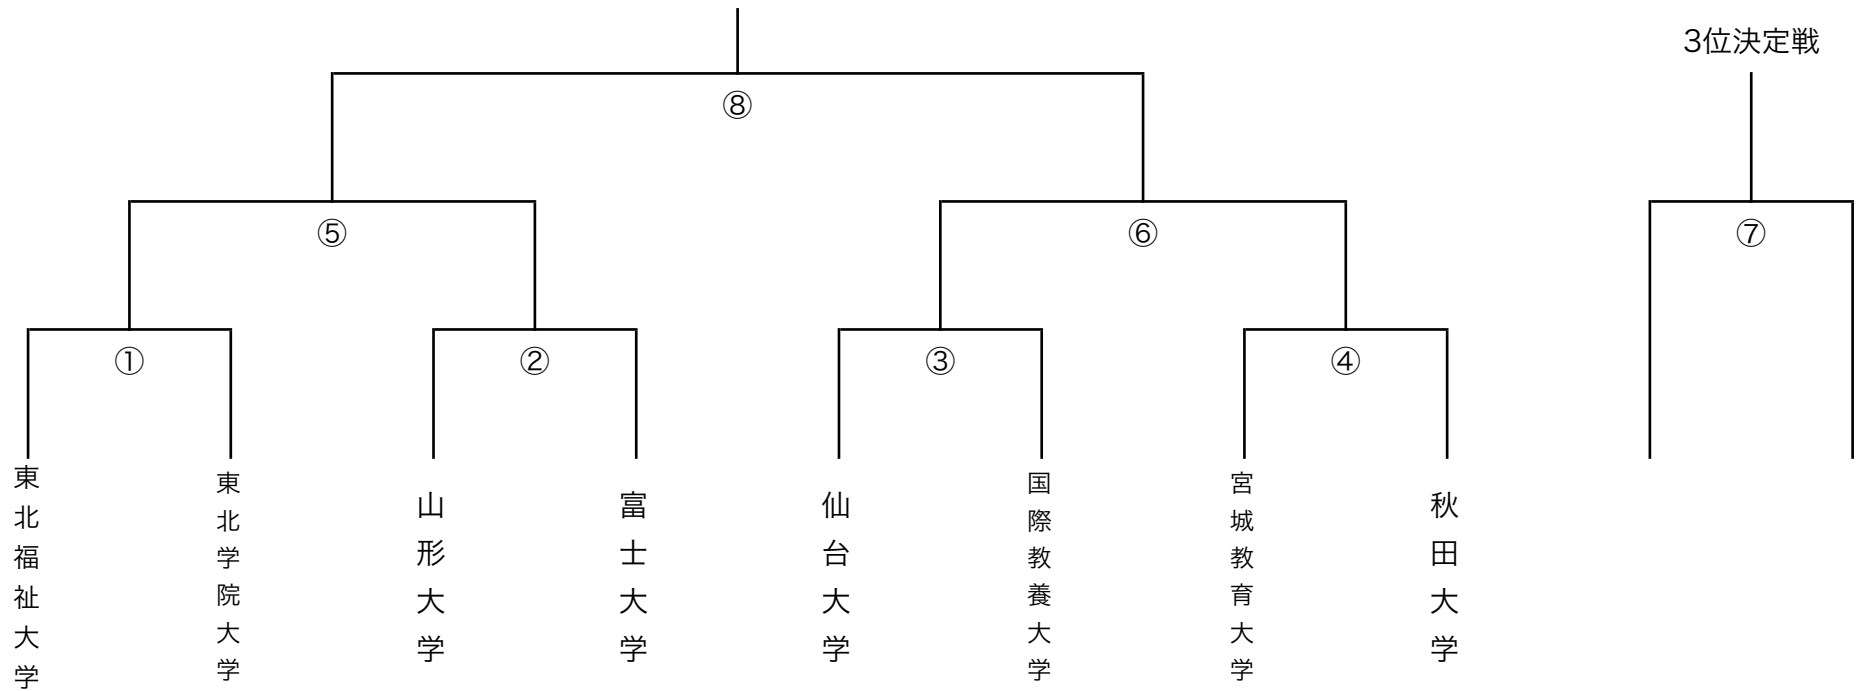 3位決定戦
⑧
⑤
⑥
⑦
①
②
③
④
東北福祉大学
東北学院大学
山形大学
富士大学
仙台大学
国際教養大学
宮城教育大学
秋田大学